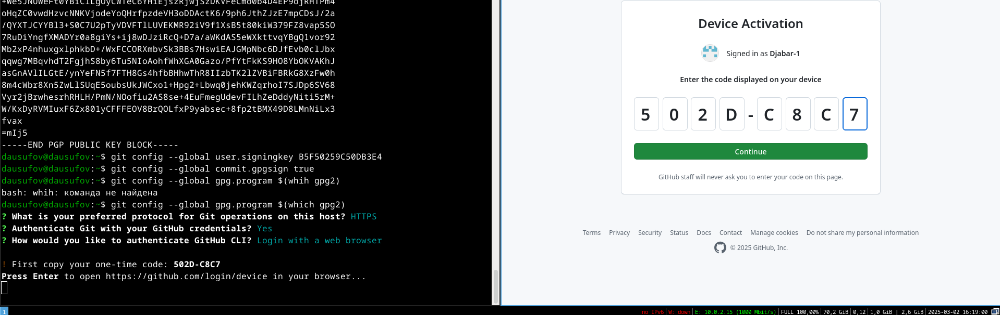 +We5JNUWeFt0YBiCILgUyCWTeC6YHiEjszRjwjSzDKVFeCmo0b4D4EP9ojRHTPm4
oHqZC0vwdHzvcNNKVjodeYoQHrfpzdeVH3oDDActK6/9ph6JthZJzE7mpCDsJ/2a
/QYXTJCYYBl3+S0C7U2pTyVDVFTlLUVEKMR92iV9f1XsB5t80kiW379FZ8vap5SO
7RuDiYngfXMADYr0a8giYs+ij8wDJziRcQ+D7a/aWKdAS5eWXkttvqYBgQ1vor92
Mb2xP4nhuxgxlphkbD+/WxFCCORXmbvSk3BBs7HswiEAJGMpNbc6DJfEvb0clJbx
qqwg7MBqvhdT2FgjhS8by6Tu5NIoAohfWhXGA0Gazo/PfYtFkKS9HO8YbOKVAKhJ
asGnAVlILGtE/ynYeFN5f7FTH8Gs4hfbBHhwThR8IIzbTK2lZVBiFBRkG8XzFw0h
8m4cWbr8Xn5ZwLlSUqE5oubsUkJWCxo1+Hpg2+Lbwq0jehKWZqrhoI7SJDp6SV68
Vyr2jBrwhesrhRHLH/PmN/NOofiu2AS8se+4EuFmegUdevFILhZeDddyNiti5rM+
W/KxDyRVMIuxF6Zx801yCFFFEOV8BrQOLfxP9yabsec+8fp2tBMX49D8LMnNiLx3
fvax
=mIj5
-----END PGP PUBLIC KEY BLOCK-----
dausufov@dausufov:~$ git config --global user.signingkey B5F50259C50DB3E4
dausufov@dausufov:~$ git config --global commit.gpgsign true
dausufov@dausufov:~$ git config --global gpg.program $(whih gpg2)
bash: whih: команда не найдена
dausufov@dausufov:~$ git config --global gpg.program $(which gpg2)
? What is your preferred protocol for Git operations on this host? HTTPS
? Authenticate Git with your GitHub credentials? Yes
? How would you like to authenticate GitHub CLI? Login with a web browser
! First copy your one-time code: 502D-C8C7
Press Enter to open https://github.com/login/device in your browser...
Device Activation
Signed in as Djabar-1
Enter the code displayed on your device
5 0 2 D - C 8 C 7
Continue
GitHub staff will never ask you to enter your code on this page.
Terms Privacy Security Status Docs Contact Manage cookies Do not share my personal information
© 2025 GitHub, Inc.
1
no IPv6 | W: down | E: 10.0.2.15 (1000 Mbit/s) | FULL 100,00% | 70,2 GiB | 0,12 | 1,0 GiB | 2,6 GiB | 2025-03-02 16:19:00